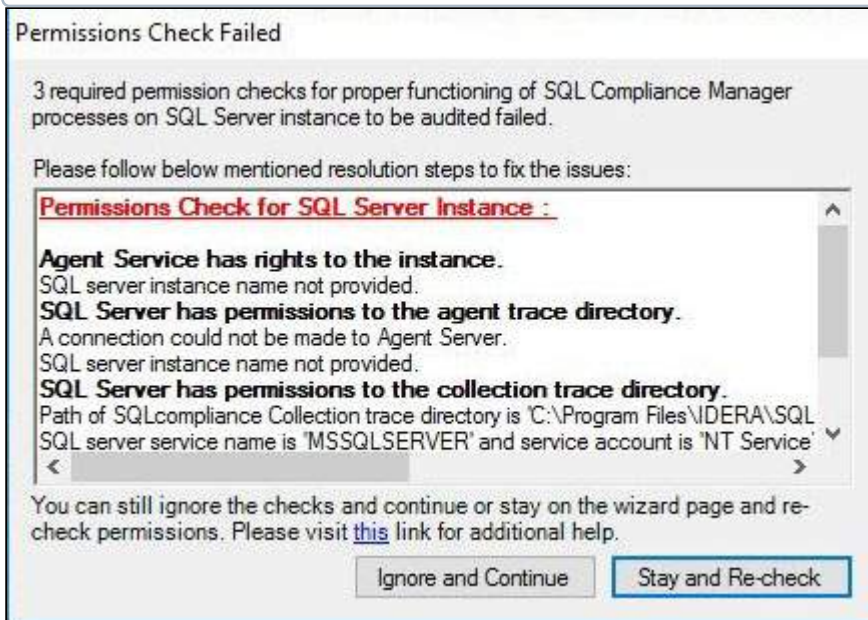 Permissions Check Failed
3 required permission checks for proper functioning of SQL Compliance Manager
processes on SQL Server instance to be audited failed.
Please follow below mentioned resolution steps to fix the issues:
Permissions Check for SQL Server Instance :
Agent Service has rights to the instance.
SQL server instance name not provided.
SQL Server has permissions to the agent trace directory.
A connection could not be made to Agent Server.
SQL server instance name not provided.
SQL Server has permissions to the collection trace directory.
Path of SQLcompliance Collection trace directory is 'C:\Program Files\IDERA\SQL
SQL server service name is 'MSSQLSERVER' and service account is 'NT Service'
You can still ignore the checks and continue or stay on the wizard page and re-
check permissions. Please visit this link for additional help.
Ignore and Continue
Stay and Re-check